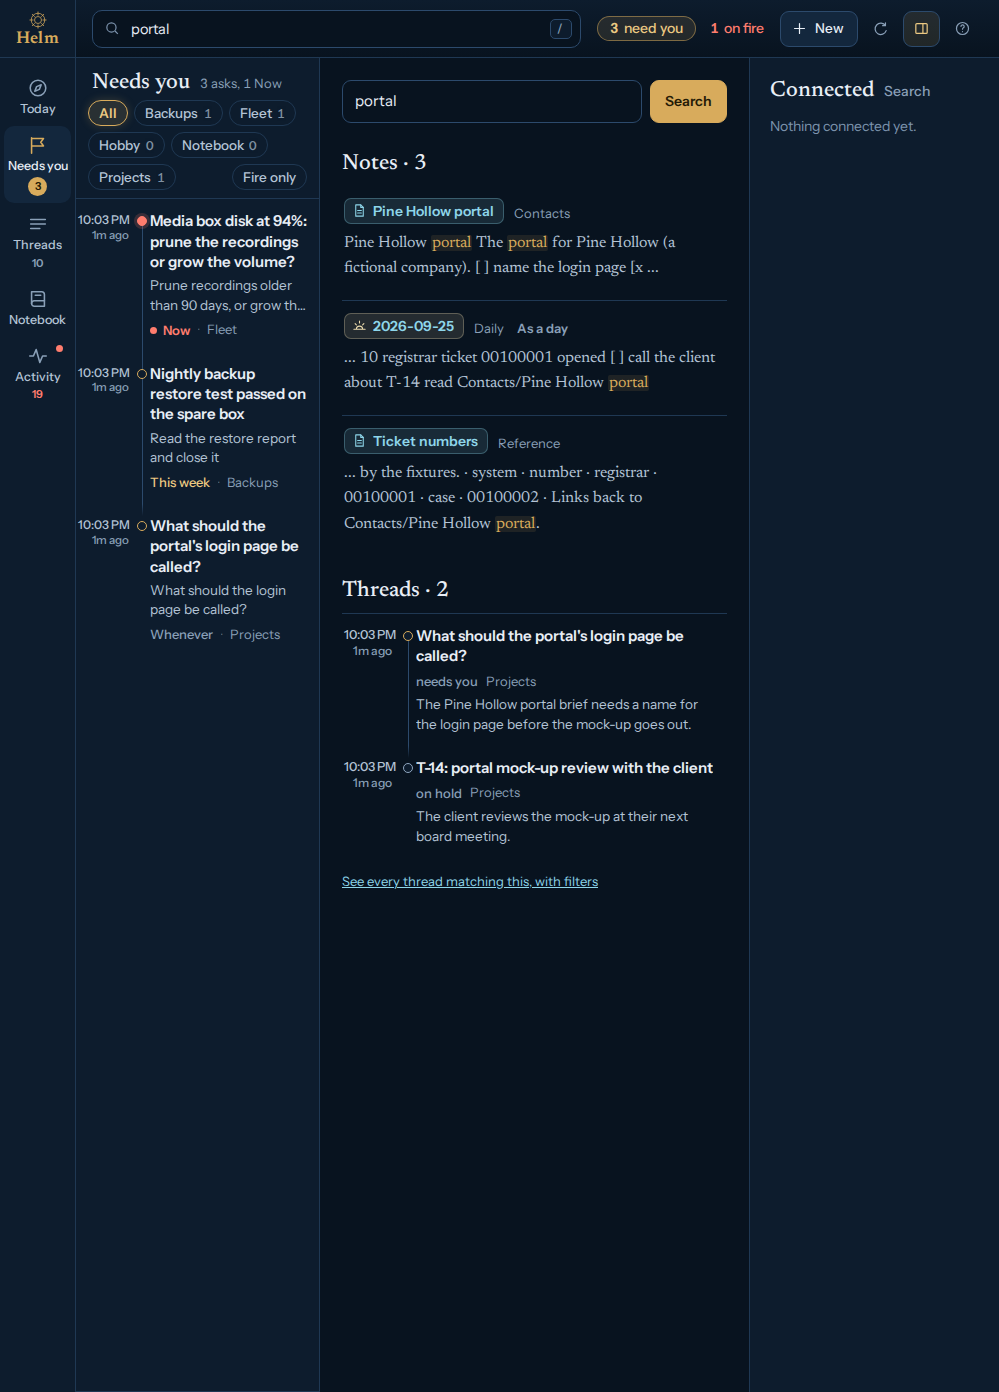 Helm
portal
/
3 need you
1 on fire
New
Today
Needs you
3
Threads
10
Notebook
Activity
19
Needs you
3 asks, 1 Now
All
Backups 1
Fleet 1
Hobby 0
Notebook 0
Projects 1
Fire only
10:03 PM
1m ago
Media box disk at 94%:
prune the recordings
or grow the volume?
Prune recordings older
than 90 days, or grow th...
Now · Fleet
10:03 PM
1m ago
Nightly backup
restore test passed on
the spare box
Read the restore report
and close it
This week · Backups
10:03 PM
1m ago
What should the
portal's login page be
called?
What should the login
page be called?
Whenever · Projects
portal
Search
Notes · 3
Pine Hollow portal
Contacts
Pine Hollow portal The portal for Pine Hollow (a
fictional company). [ ] name the login page [x ...
2026-09-25
Daily
As a day
... 10 registrar ticket 00100001 opened [ ] call the client
about T-14 read Contacts/Pine Hollow portal
Ticket numbers
Reference
... by the fixtures. · system · number · registrar ·
00100001 · case · 00100002 · Links back to
Contacts/Pine Hollow portal.
Threads · 2
10:03 PM
1m ago
What should the portal's login page be
called?
needs you Projects
The Pine Hollow portal brief needs a name for
the login page before the mock-up goes out.
10:03 PM
1m ago
T-14: portal mock-up review with the client
on hold Projects
The client reviews the mock-up at their next
board meeting.
See every thread matching this, with filters
Connected
Search
Nothing connected yet.